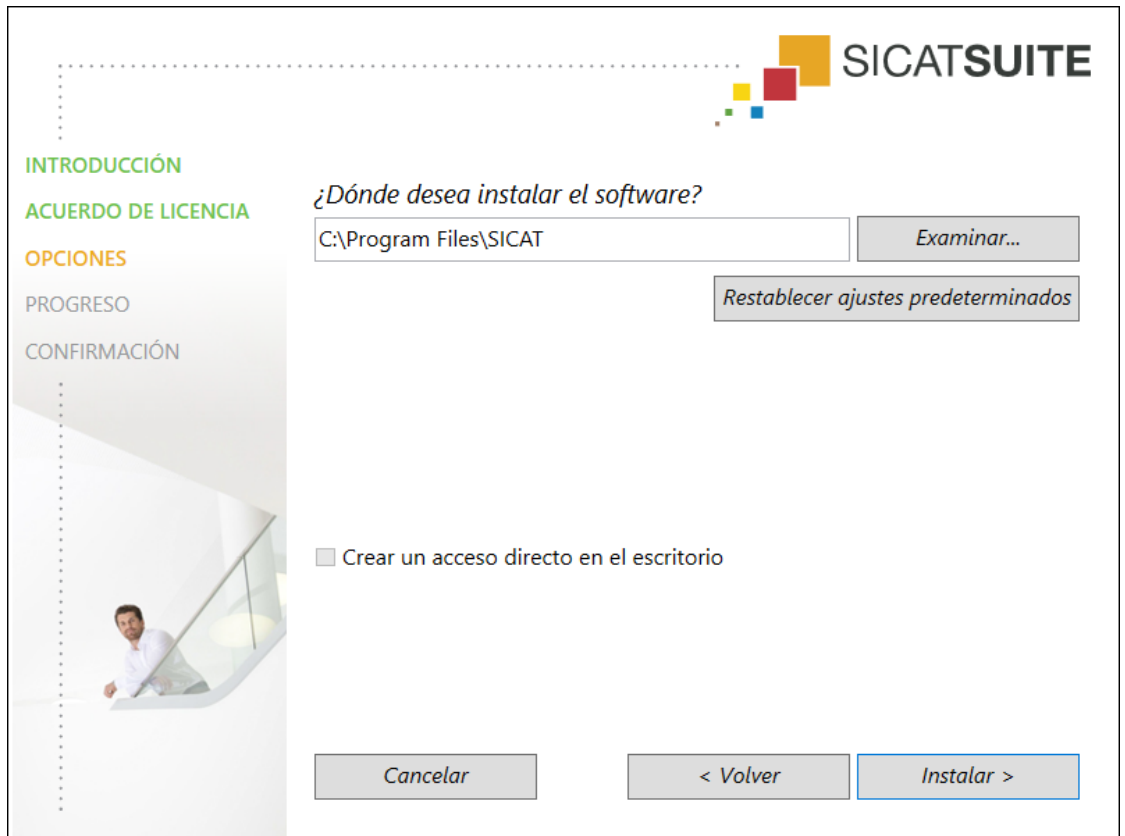 SICATSUITE
INTRODUCCIÓN
ACUERDO DE LICENCIA
OPCIONES
PROGRESO
CONFIRMACIÓN
¿Dónde desea instalar el software?
C:\Program Files\SICAT
Examinar...
Restablecer ajustes predeterminados
Crear un acceso directo en el escritorio
Cancelar
< Volver
Instalar >